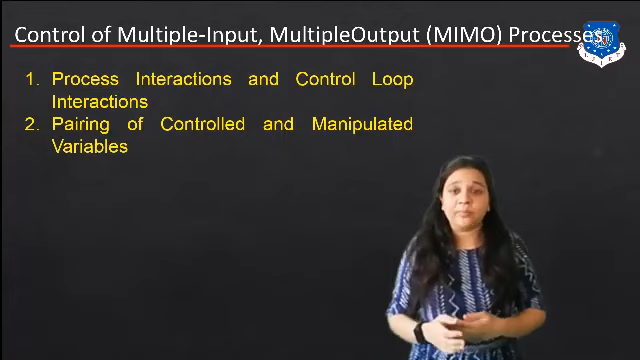 Control of Multiple-Input, MultipleOutput (MIMO) Processes
1. Process Interactions and Control Loop
Interactions
2. Pairing of Controlled and Manipulated
Variables